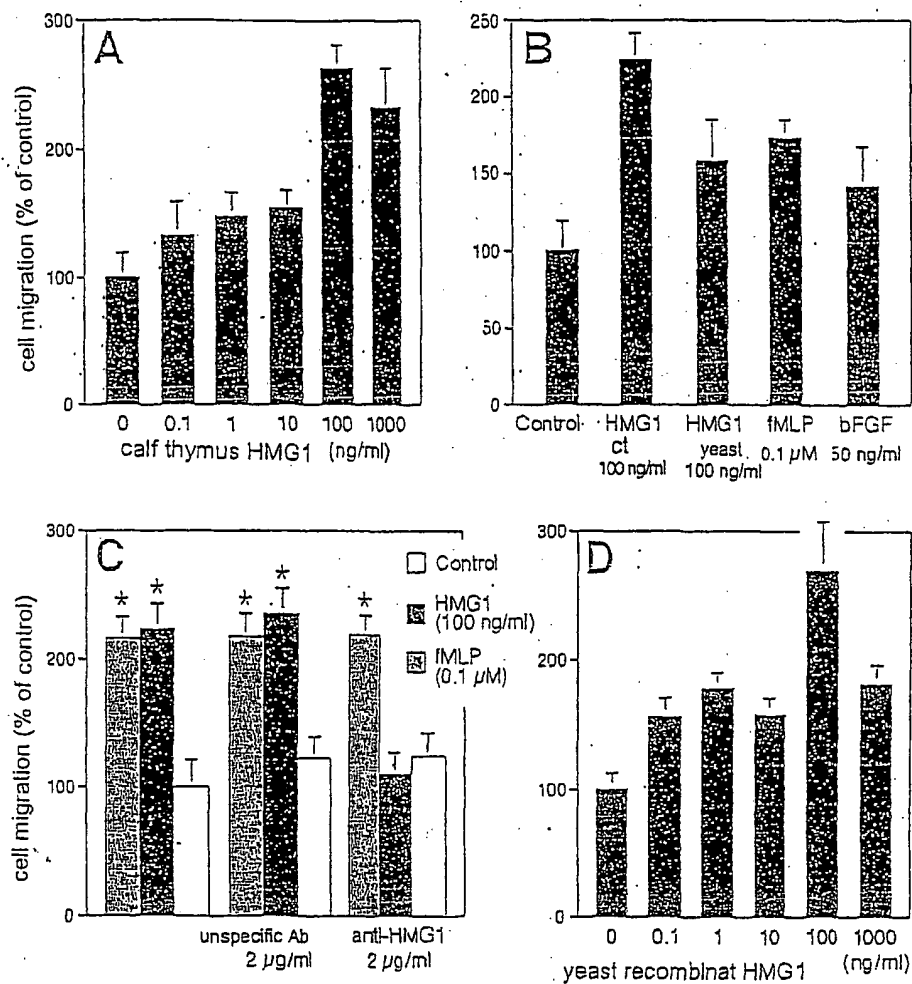 A
cell migration (% of control)
300
200
100
0
0 0.1 1 10 100 1000
calf thymus HMG1 (ng/ml)
B
250
200
150
100
50
0
Control HMG1 HMG1 fMLP bFGF
ct yeast 0.1 µM 50 ng/ml
100 ng/ml 100 ng/ml
C
cell migration (% of control)
300
200
100
0
* * * * *
Control
HMG1
(100 ng/ml)
fMLP
(0.1 µM)
unspecific Ab anti-HMG1
2 µg/ml 2 µg/ml
D
300
200
100
0
0 0.1 1 10 100 1000
yeast recombinat HMG1 (ng/ml)